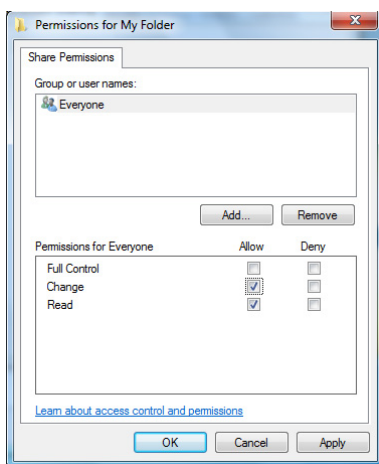 Permissions for My Folder
Share Permissions
Group or user names:
Everyone
Add... Remove
Permissions for Everyone Allow Deny
Full Control
Change
Read
Learn about access control and permissions
OK Cancel Apply